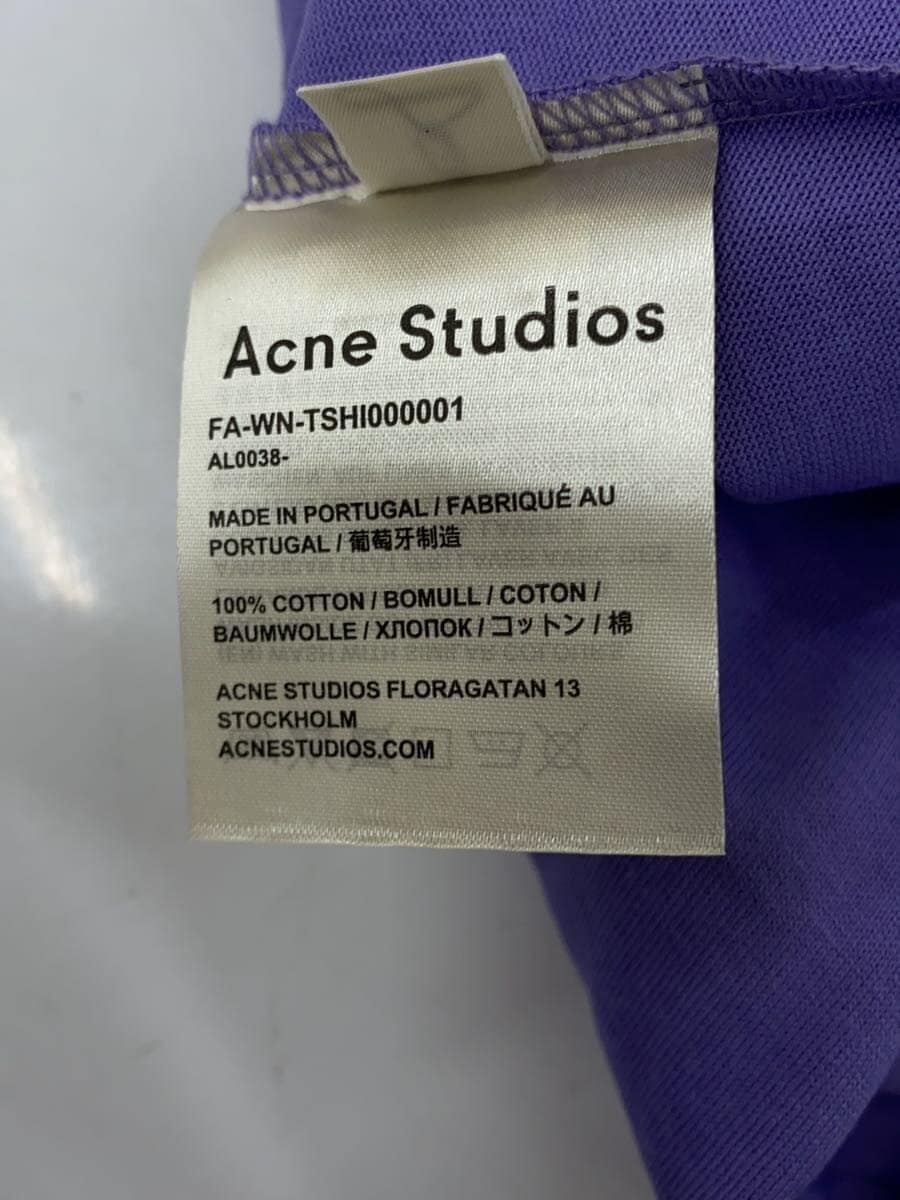 Acne Studios
FA-WN-TSHI000001
AL0038-
MADE IN PORTUGAL / FABRIQUÉ AU
PORTUGAL / 葡萄牙制造
100% COTTON / BOMULL / COTON /
BAUMWOLLE / ХЛОПОК / コットン / 棉
ACNE STUDIOS FLORAGATAN 13
STOCKHOLM
ACNESTUDIOS.COM